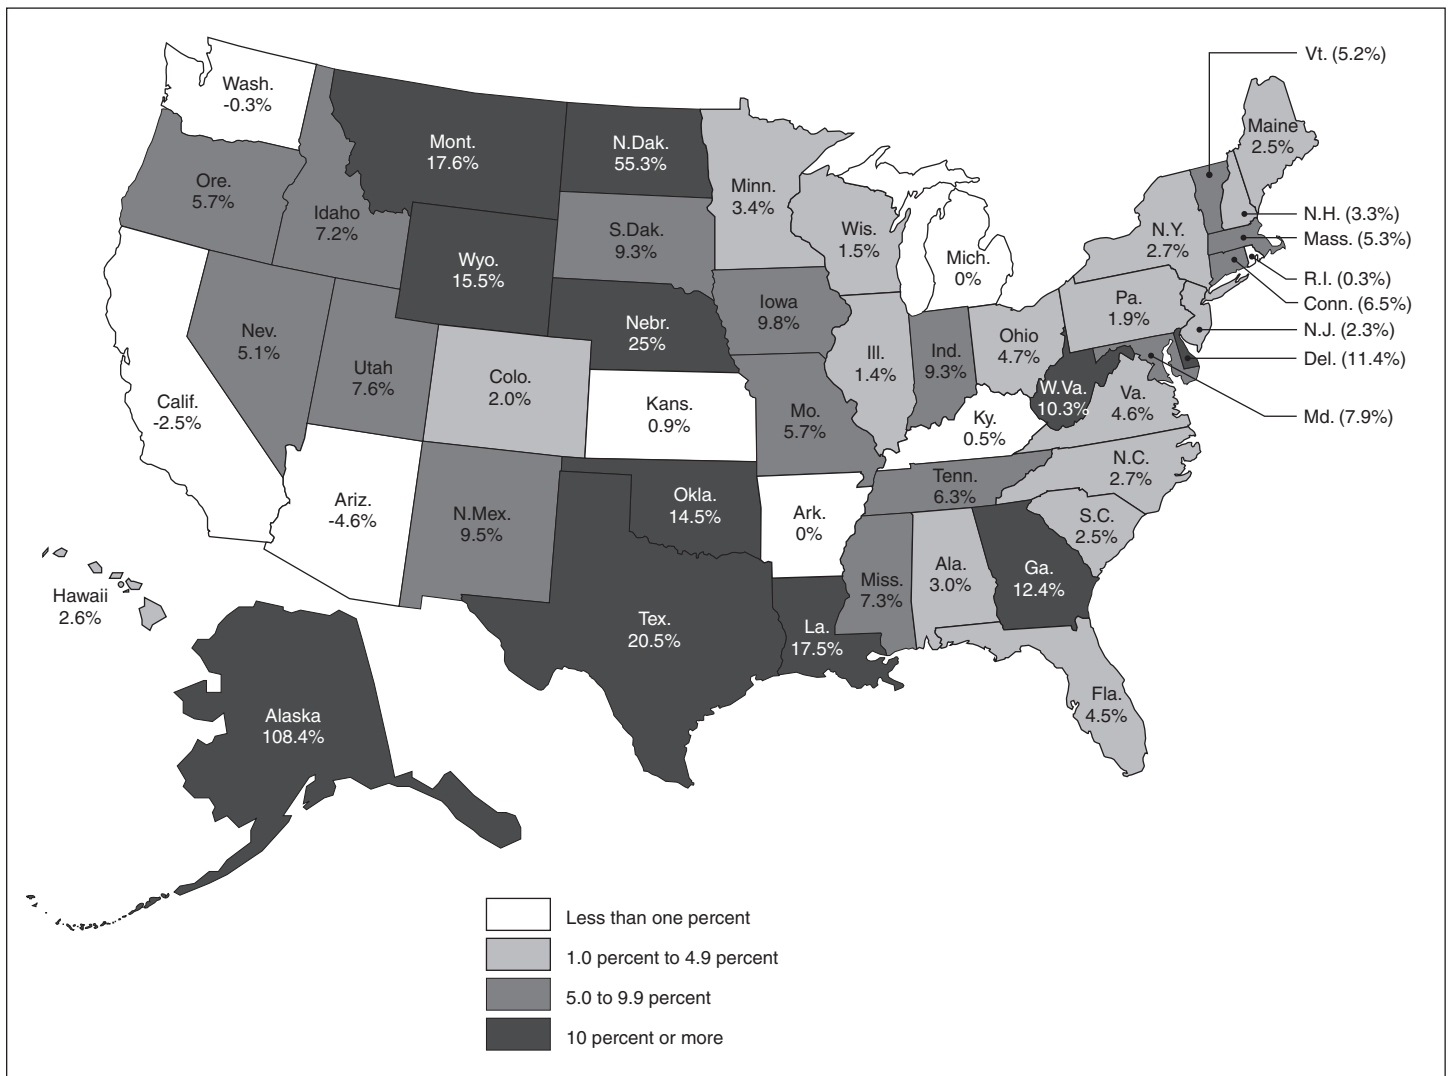 Vt. (5.2%)
Wash.
-0.3%
Maine
2.5%
Mont.
17.6%
N.Dak.
55.3%
Minn.
3.4%
Ore.
5.7%
Idaho
7.2%
S.Dak.
9.3%
Wis.
1.5%
Mich.
0%
N.Y.
2.7%
N.H. (3.3%)
Mass. (5.3%)
R.I. (0.3%)
Conn. (6.5%)
N.J. (2.3%)
Del. (11.4%)
Md. (7.9%)
Wyo.
15.5%
Nebr.
25%
Iowa
9.8%
Pa.
1.9%
Nev.
5.1%
Utah
7.6%
Colo.
2.0%
Ill.
1.4%
Ind.
9.3%
Ohio
4.7%
W.Va.
10.3%
Va.
4.6%
Calif.
-2.5%
Kans.
0.9%
Mo.
5.7%
Ky.
0.5%
N.C.
2.7%
Tenn.
6.3%
Ariz.
-4.6%
N.Mex.
9.5%
Okla.
14.5%
Ark.
0%
S.C.
2.5%
Hawaii
2.6%
Miss.
7.3%
Ala.
3.0%
Ga.
12.4%
Tex.
20.5%
La.
17.5%
Fla.
4.5%
Alaska
108.4%
Less than one percent
1.0 percent to 4.9 percent
5.0 to 9.9 percent
10 percent or more